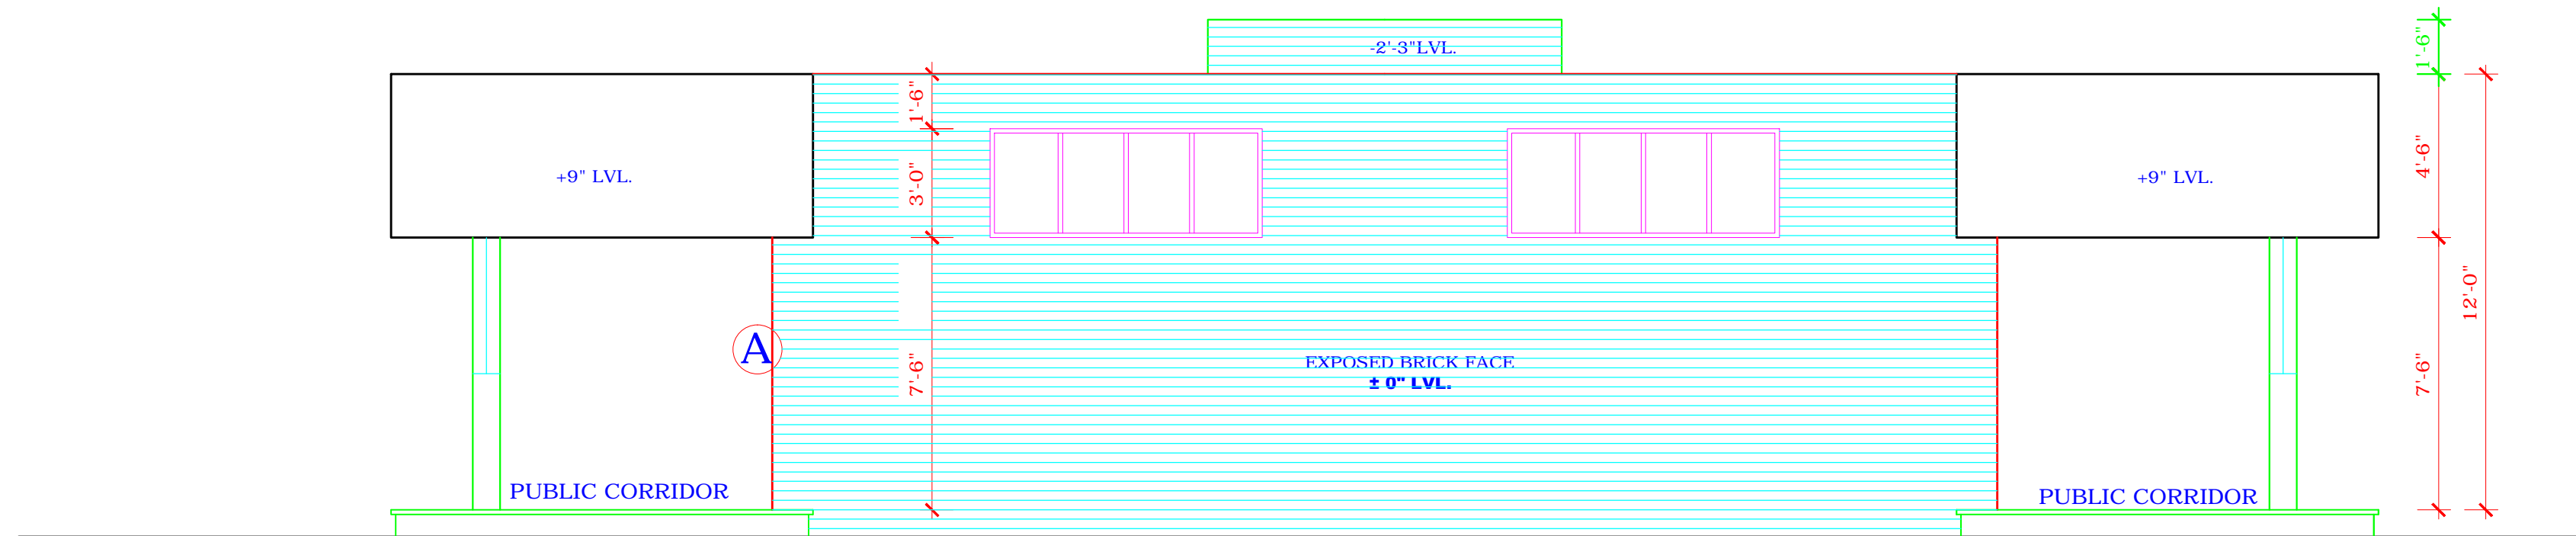 -2'-3"LVL.
1'-6"
1'-6"
+9" LVL.
3'-0"
4'-6"
+9" LVL.
12'-0"
A
7'-6"
EXPOSED BRICK FACE
± 0" LVL.
7'-6"
PUBLIC CORRIDOR
PUBLIC CORRIDOR